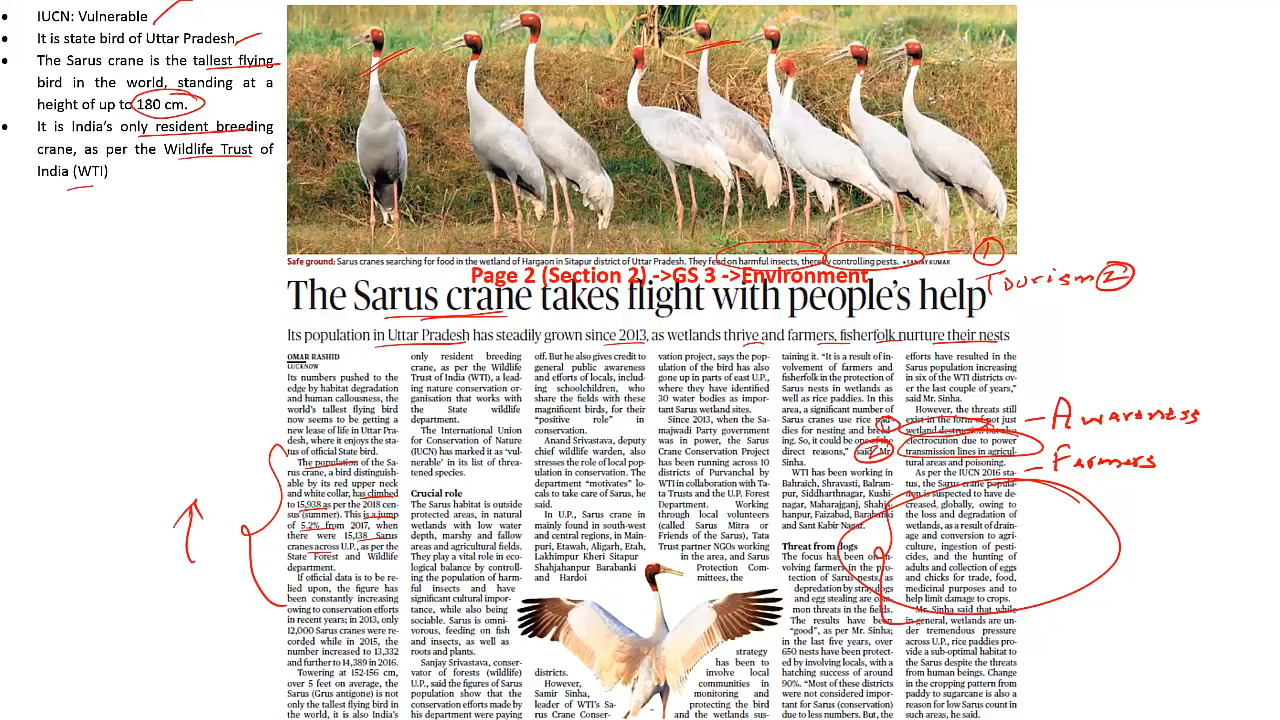 IUCN: Vulnerable
It is state bird of Uttar Pradesh,
The Sarus crane is the tallest flying
bird in the world, standing at a
height of up to 180 cm.
It is India's only resident breeding
crane, as per the Wildlife Trust of
India (WTI)
Safe ground: Sarus cranes searching for food in the wetland of Hargaon in Sitapur district of Uttar Pradesh. They feed on harmful insects, thereby controlling pests. •SANJAY KUMAR
1
Tourism 2
Page 2 (Section 2) ->GS 3 ->Environment
The Sarus crane takes flight with people's help
Its population in Uttar Pradesh has steadily grown since 2013, as wetlands thrive and farmers, fisherfolk nurture their nests
OMAR RASHID
LUCKNOW
Its numbers pushed to the
edge by habitat degradation
and human callousness, the
world's tallest flying bird
now seems to be getting a
new lease of life in Uttar Pra-
desh, where it enjoys the sta-
tus of official State bird.
The population of the Sa-
rus crane, a bird distinguish-
able by its red upper neck
and white collar, has climbed
to 15,938 as per the 2018 cen-
sus (summer). This is a jump
of 5.2% from 2017, when
there were 15,138 Sarus
cranes across U.P., as per the
State Forest and Wildlife
department.
If official data is to be re-
lied upon, the figure has
been constantly increasing
owing to conservation efforts
in recent years; in 2013, only
12,000 Sarus cranes were re-
corded while in 2015, the
number increased to 13,332
and further to 14,389 in 2016.
Towering at 152-156 cm,
over 5 feet on average, the
Sarus (Grus antigone) is not
only the tallest flying bird in
the world, it is also India's
only resident breeding
crane, as per the Wildlife
Trust of India (WTI), a lead-
ing nature conservation or-
ganisation that works with
the State wildlife
department.
The International Union
for Conservation of Nature
(IUCN) has marked it as 'vul-
nerable' in its list of threat-
ened species.
Crucial role
The Sarus habitat is outside
protected areas, in natural
wetlands with low water
depth, marshy and fallow
areas and agricultural fields.
They play a vital role in eco-
logical balance by controll-
ing the population of harm-
ful insects and have
significant cultural impor-
tance, while also being
sociable. Sarus is omni-
vorous, feeding on fish
and insects, as well as
roots and plants.
Sanjay Srivastava, conser-
vator of forests (wildlife)
U.P., said the figures of Sarus
population show that the
conservation efforts made by
his department were paying
off. But he also gives credit to
general public awareness
and efforts of locals, includ-
ing schoolchildren, who
share the fields with these
magnificent birds, for their
"positive role" in
conservation.
Anand Srivastava, deputy
chief wildlife warden, also
stresses the role of local pop-
ulation in conservation. The
department "motivates" lo-
cals to take care of Sarus, he
said.
In U.P., Sarus crane in
mainly found in south-west
and central regions, in Main-
puri, Etawah, Aligarh, Etah,
Lakhimpur Kheri Sitapur
Shahjahanpur Barabanki
and Hardoi
districts.
However,
Samir Sinha,
leader of WTI's Sa-
rus Crane Conser-
vation project, says the pop-
ulation of the bird has also
gone up in parts of east U.P.,
where they have identified
30 water bodies as impor-
tant Sarus wetland sites.
Since 2013, when the Sa-
majwadi Party government
was in power, the Sarus
Crane Conservation Project
has been running across 10
districts of Purvanchal by
WTI in collaboration with Ta-
ta Trusts and the U.P. Forest
Department. Working
through local volunteers
(called Sarus Mitra or
Friends of the Sarus), Tata
Trust partner NGOs working
in the area, and Sarus
Protection Com-
mittees, the
strategy
has been to
involve local
communities in
monitoring and
protecting the bird
and the wetlands sus-
taining it. "It is a result of in-
volvement of farmers and
fisherfolk in the protection of
Sarus nests in wetlands as
well as rice paddies. In this
area, a significant number of
Sarus cranes use rice pad-
dies for nesting and breed-
ing. So, it could be one of the
direct reasons," said Mr.
Sinha.
WTI has been working in
Bahraich, Shravasti, Balram-
pur, Siddharthnagar, Kushi-
nagar, Maharajganj, Shahja-
hanpur, Faizabad, Barabanki
and Sant Kabir Nagar.
Threat from dogs
The focus has been on in-
volving farmers, in the pro-
tection of Sarus nests, as
depredation by stray dogs
and egg stealing are com-
mon threats in the fields.
The results have been
"good", as per Mr. Sinha;
in the last five years, over
650 nests have been protect-
ed by involving locals, with a
hatching success of around
90%. "Most of these districts
were not considered impor-
tant for Sarus (conservation)
due to less numbers. But, the
efforts have resulted in the
Sarus population increasing
in six of the WTI districts ov-
er the last couple of years,"
said Mr. Sinha.
However, the threats still
exist in the form of not just
wetland destruction but also
electrocution due to power
transmission lines in agricul-
tural areas and poisoning.
As per the IUCN 2016 sta-
tus, the Sarus crane popula-
tion is suspected to have de-
creased, globally, owing to
the loss and degradation of
wetlands, as a result of drain-
age and conversion to agri-
culture, ingestion of pesti-
cides, and the hunting of
adults and collection of eggs
and chicks for trade, food,
medicinal purposes and to
help limit damage to crops.
Mr. Sinha said that while
in general, wetlands are un-
der tremendous pressure
across U.P., rice paddies pro-
vide a sub-optimal habitat to
the Sarus despite the threats
from human beings. Change
in the cropping pattern from
paddy to sugarcane is also a
reason for low Sarus count in
such areas, he said.
Awareness
2
Farmers